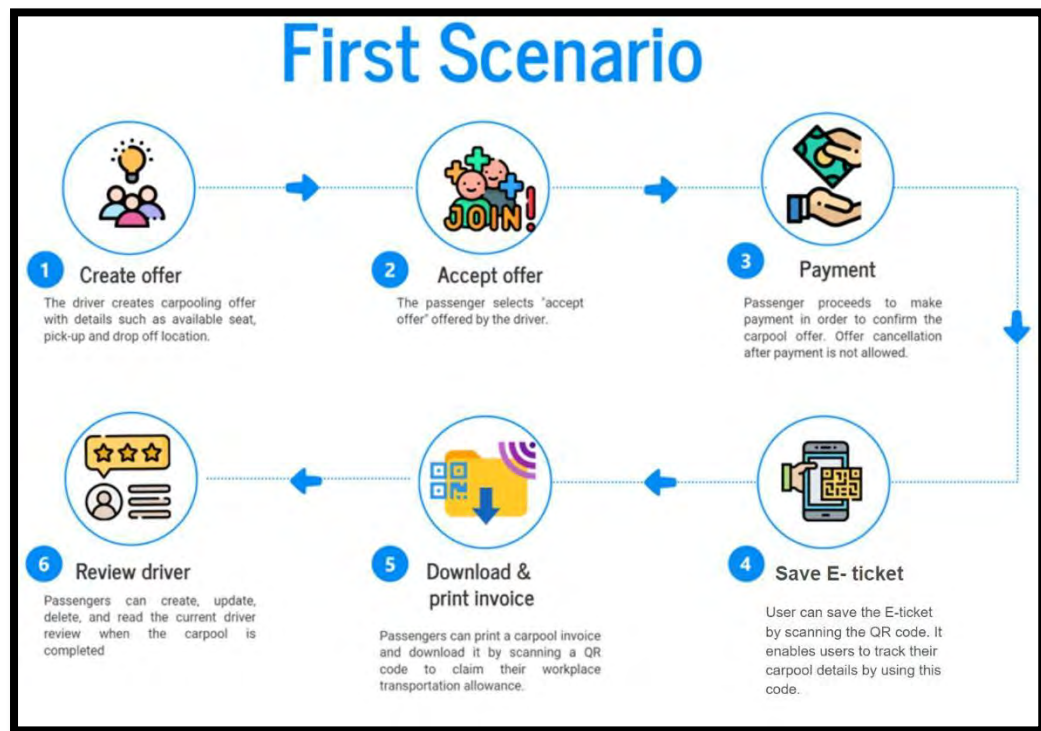 First Scenario
JOIN!
1 Create offer
The driver creates carpooling offer
with details such as available seat,
pick-up and drop off location.
2 Accept offer
The passenger selects "accept
offer" offered by the driver.
3 Payment
Passenger proceeds to make
payment in order to confirm the
carpool offer. Offer cancellation
after payment is not allowed.
4 Save E- ticket
User can save the E-ticket
by scanning the QR code. It
enables users to track their
carpool details by using this
code.
5 Download &
print invoice
Passengers can print a carpool invoice
and download it by scanning a QR
code to claim their workplace
transportation allowance.
6 Review driver
Passengers can create, update,
delete, and read the current driver
review when the carpool is
completed